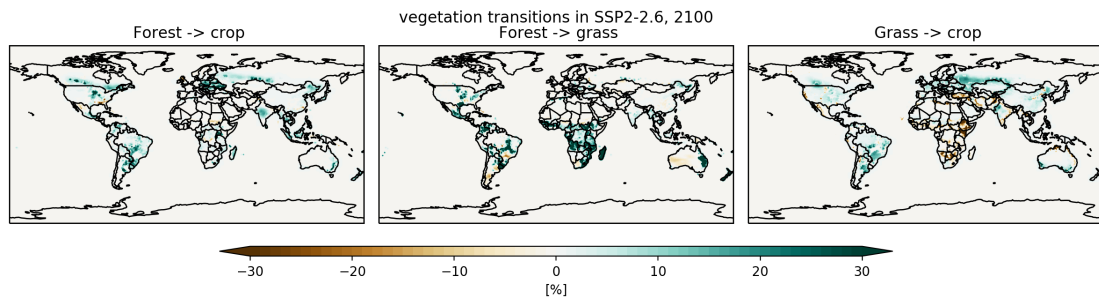 vegetation transitions in SSP2-2.6, 2100
Forest -> crop
Forest -> grass
Grass -> crop
−30
−20
−10
0
10
20
30
[%]